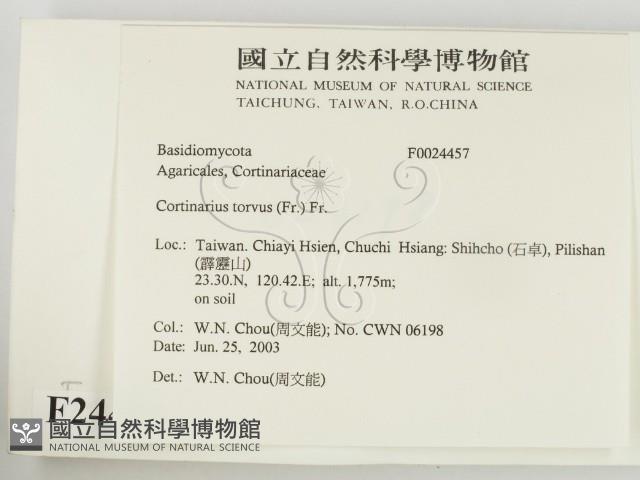 國立自然科學博物館
NATIONAL MUSEUM OF NATURAL SCIENCE
TAICHUNG, TAIWAN, R.O.CHINA
Basidiomycota F0024457
Agaricales, Cortinariaceae
Cortinarius torvus (Fr.) Fr.
Loc.: Taiwan. Chiayi Hsien, Chuchi Hsiang: Shihcho (石卓), Pilishan
(霹靂山)
23.30.N, 120.42.E; alt. 1,775m;
on soil
Col.: W.N. Chou(周文能); No. CWN 06198
Date: Jun. 25, 2003
Det.: W.N. Chou(周文能)
F244
國立自然科學博物館
NATIONAL MUSEUM OF NATURAL SCIENCE